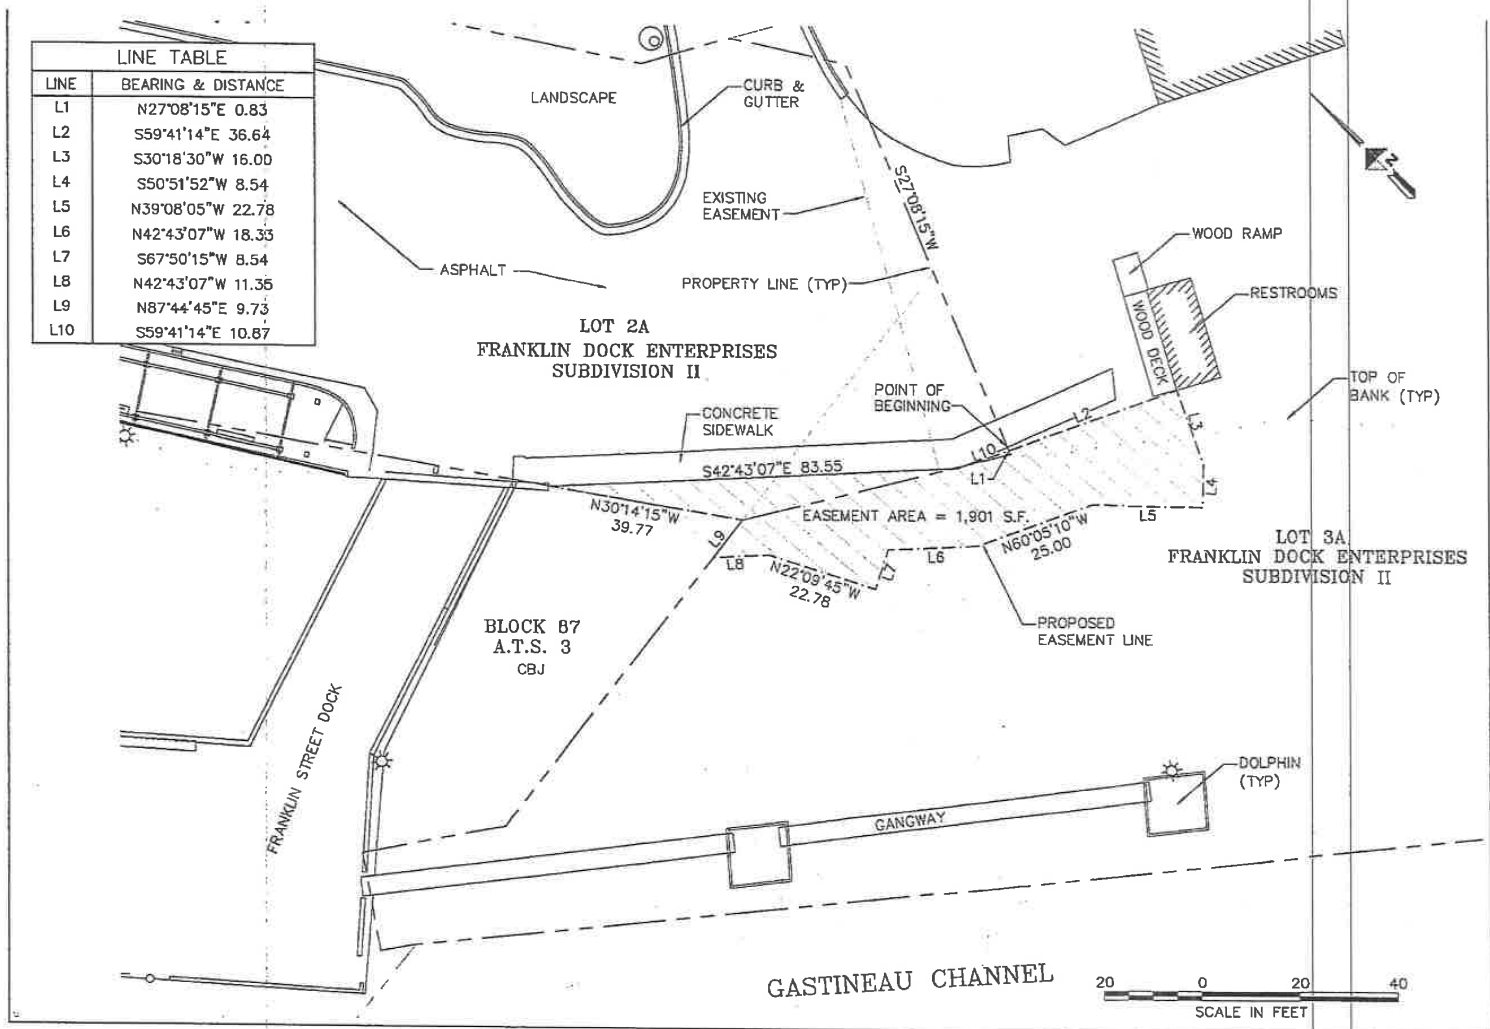 LINE TABLE
LINE BEARING & DISTANCE
L1 N27°08'15"E 0.83
L2 S59°41'14"E 36.64
L3 S30°18'30"W 16.00
L4 S50°51'52"W 8.54
L5 N39°08'05"W 22.78
L6 N42°43'07"W 18.33
L7 S67°50'15"W 8.54
L8 N42°43'07"W 11.35
L9 N87°44'45"E 9.73
L10 S59°41'14"E 10.87
LANDSCAPE
CURB &
GUTTER
N
EXISTING
EASEMENT
S27°08'15"W
WOOD RAMP
ASPHALT
PROPERTY LINE (TYP)
RESTROOMS
WOOD DECK
LOT 2A
FRANKLIN DOCK ENTERPRISES
SUBDIVISION II
POINT OF
BEGINNING
TOP OF
BANK (TYP)
CONCRETE
SIDEWALK
L2
L3
L10
S42°43'07"E 83.55
L1
L4
N30°14'15"W
39.77
EASEMENT AREA = 1,901 S.F.
L5
N60°05'10"W
25.00
L9
L8
N22°09'45"W
22.78
L7
L6
LOT 3A
FRANKLIN DOCK ENTERPRISES
SUBDIVISION II
BLOCK 87
A.T.S. 3
CBJ
PROPOSED
EASEMENT LINE
FRANKLIN STREET DOCK
DOLPHIN
(TYP)
GANGWAY
GASTINEAU CHANNEL
20 0 20 40
SCALE IN FEET